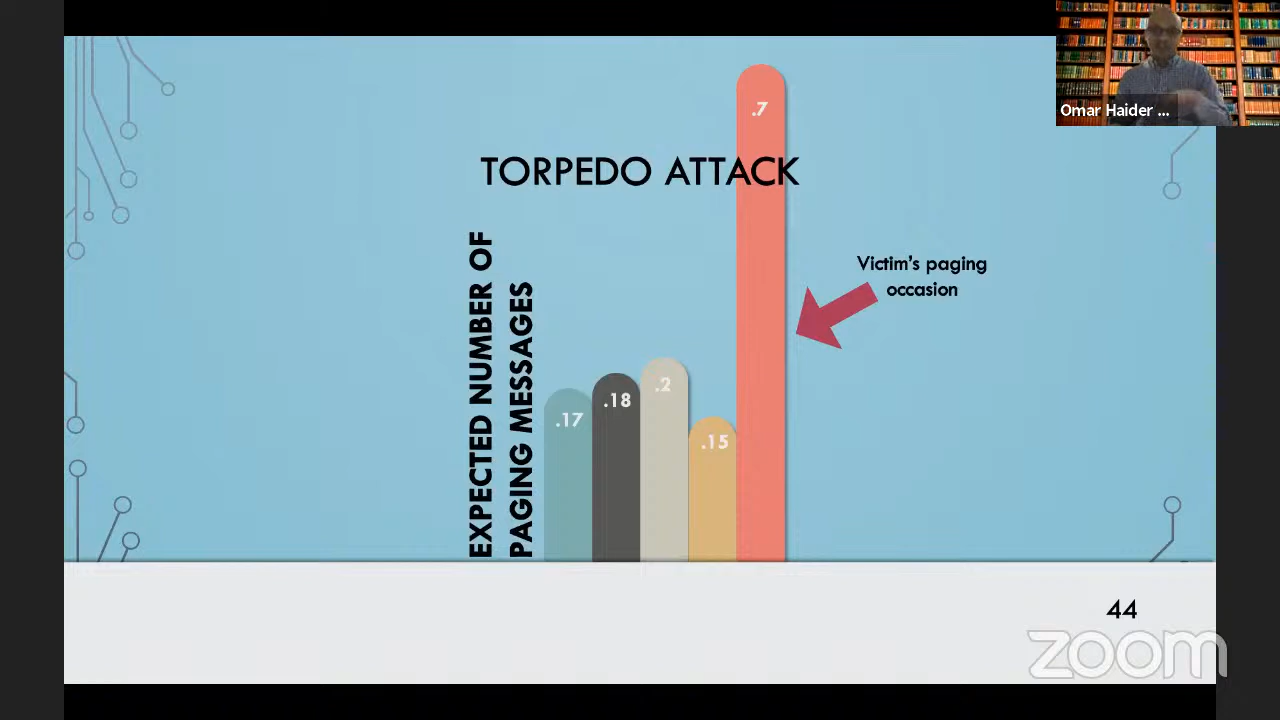 Omar Haider ...
.7
TORPEDO ATTACK
EXPECTED NUMBER OF
PAGING MESSAGES
Victim's paging
occasion
.17
.18
.2
.15
44
zoom